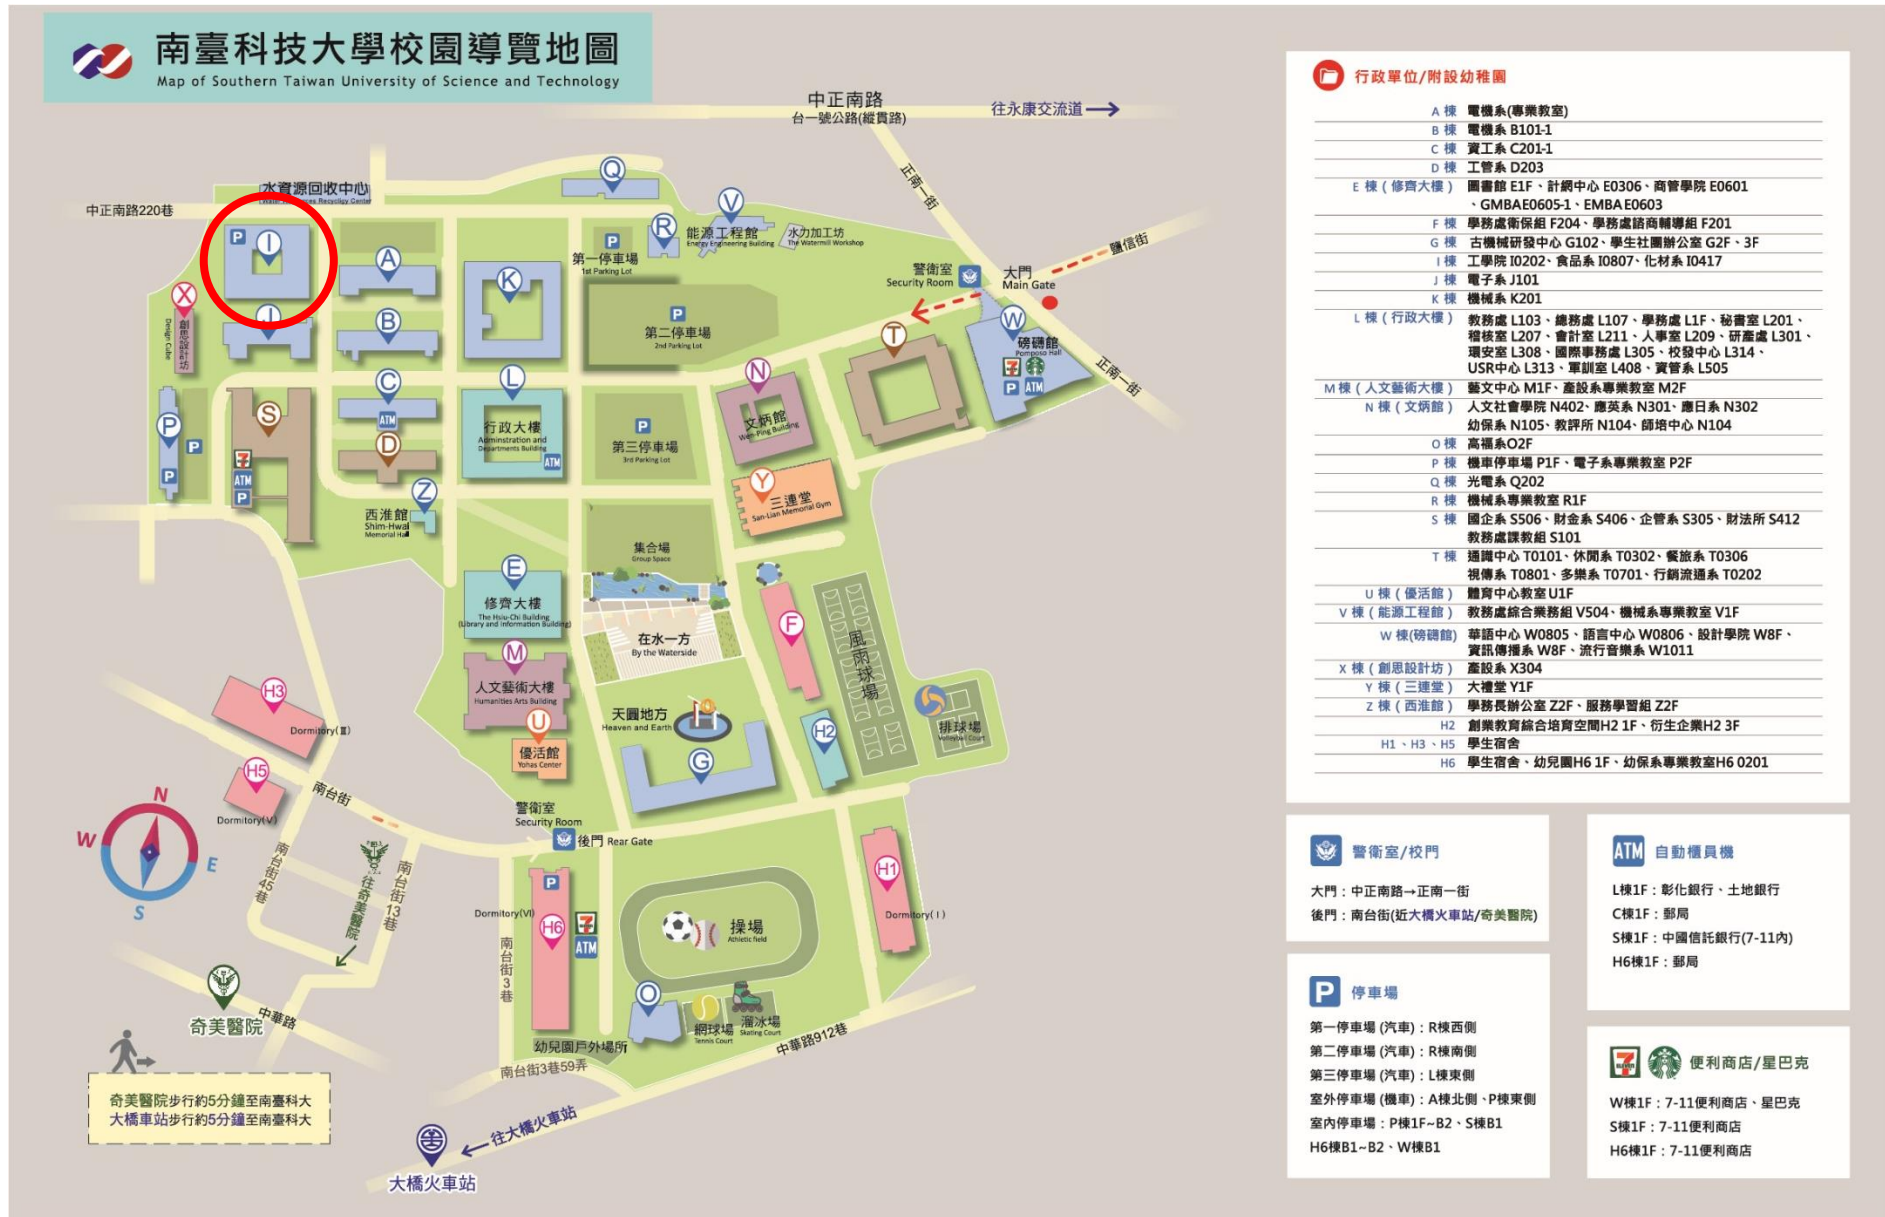 南臺科技大學校園導覽地圖
Map of Southern Taiwan University of Science and Technology
中正南路
台一號公路(縱貫路)
往永康交流道
正南一街
鹽信街
中正南路220巷
水資源回收中心
Q
V
R
能源工程館
Energy Engineering Building
水力加工坊
The Watermill Workshop
P
I
A
K
P
第一停車場
1st Parking Lot
警衛室
Security Room
大門
Main Gate
X
創思設計坊
Design Cube
J
B
P
第二停車場
2nd Parking Lot
T
W
磅礡館
Pomposo Hall
7
ELEVEN
P
ATM
正南一街
P
P
P
S
7
ATM
P
C
ATM
D
L
行政大樓
Adminstration and
Departments Building
ATM
P
第三停車場
3rd Parking Lot
N
文炳館
Wen-Ping Building
Y
三連堂
San-Lian Memorial Gym
Z
西淮館
Shim-Hwai
Memorial Hall
集合場
Group Space
E
修齊大樓
The Hsiu-Chi Building
(Library and Information Building)
在水一方
By the Waterside
F
風雨球場
M
人文藝術大樓
Humanities Arts Building
U
優活館
Yohas Center
天圓地方
Heaven and Earth
G
H2
排球場
Volleyball Court
H3
Dormitory(Ⅲ)
H5
Dormitory(V)
南台街
N
W
E
S
南台街45巷
南台街13巷
往奇美醫院
警衛室
Security Room
後門 Rear Gate
P
Dormitory(VI)
H6
7
ATM
南台街3巷
操場
Athletic field
H1
Dormitory(Ⅰ)
O
網球場
Tennis Court
溜冰場
Skating Court
幼兒園戶外場所
南台街3巷59弄
中華路912巷
奇美醫院
中華路
奇美醫院步行約5分鐘至南臺科大
大橋車站步行約5分鐘至南臺科大
往大橋火車站
大橋火車站
行政單位/附設幼稚園
A 棟 電機系(專業教室)
B 棟 電機系 B101-1
C 棟 資工系 C201-1
D 棟 工管系 D203
E 棟 ( 修齊大樓 ) 圖書館 E1F、計網中心 E0306、商管學院 E0601
、GMBAE0605-1、EMBA E0603
F 棟 學務處衛保組 F204、學務處諮商輔導組 F201
G 棟 古機械研發中心 G102、學生社團辦公室 G2F、3F
I 棟 工學院 I0202、食品系 I0807、化材系 I0417
J 棟 電子系 J101
K 棟 機械系 K201
L 棟 ( 行政大樓 ) 教務處 L103、總務處 L107、學務處 L1F、秘書室 L201、
稽核室 L207、會計室 L211、人事室 L209、研產處 L301、
環安室 L308、國際事務處 L305、校發中心 L314、
USR中心 L313、軍訓室 L408、資管系 L505
M 棟 ( 人文藝術大樓 ) 藝文中心 M1F、產設系專業教室 M2F
N 棟 ( 文炳館 ) 人文社會學院 N402、應英系 N301、應日系 N302
幼保系 N105、教評所 N104、師培中心 N104
O 棟 高福系O2F
P 棟 機車停車場 P1F、電子系專業教室 P2F
Q 棟 光電系 Q202
R 棟 機械系專業教室 R1F
S 棟 國企系 S506、財金系 S406、企管系 S305、財法所 S412
教務處課教組 S101
T 棟 通識中心 T0101、休閒系 T0302、餐旅系 T0306
視傳系 T0801、多樂系 T0701、行銷流通系 T0202
U 棟 ( 優活館 ) 體育中心教室 U1F
V 棟 ( 能源工程館 ) 教務處綜合業務組 V504、機械系專業教室 V1F
W 棟(磅礡館) 華語中心 W0805、語言中心 W0806、設計學院 W8F、
資訊傳播系 W8F、流行音樂系 W1011
X 棟 ( 創思設計坊 ) 產設系 X304
Y 棟 ( 三連堂 ) 大禮堂 Y1F
Z 棟 ( 西淮館 ) 學務長辦公室 Z2F、服務學習組 Z2F
H2 創業教育綜合培育空間H2 1F、衍生企業H2 3F
H1、H3、H5 學生宿舍
H6 學生宿舍、幼兒園H6 1F、幼保系專業教室H6 0201
警衛室/校門
大門：中正南路→正南一街
後門：南台街(近大橋火車站/奇美醫院)
ATM 自動櫃員機
L棟1F：彰化銀行、土地銀行
C棟1F：郵局
S棟1F：中國信託銀行(7-11內)
H6棟1F：郵局
P 停車場
第一停車場 (汽車)：R棟西側
第二停車場 (汽車)：R棟南側
第三停車場 (汽車)：L棟東側
室外停車場 (機車)：A棟北側、P棟東側
室內停車場：P棟1F~B2、S棟B1
H6棟B1~B2、W棟B1
7 ELEVEN 便利商店/星巴克
W棟1F：7-11便利商店、星巴克
S棟1F：7-11便利商店
H6棟1F：7-11便利商店